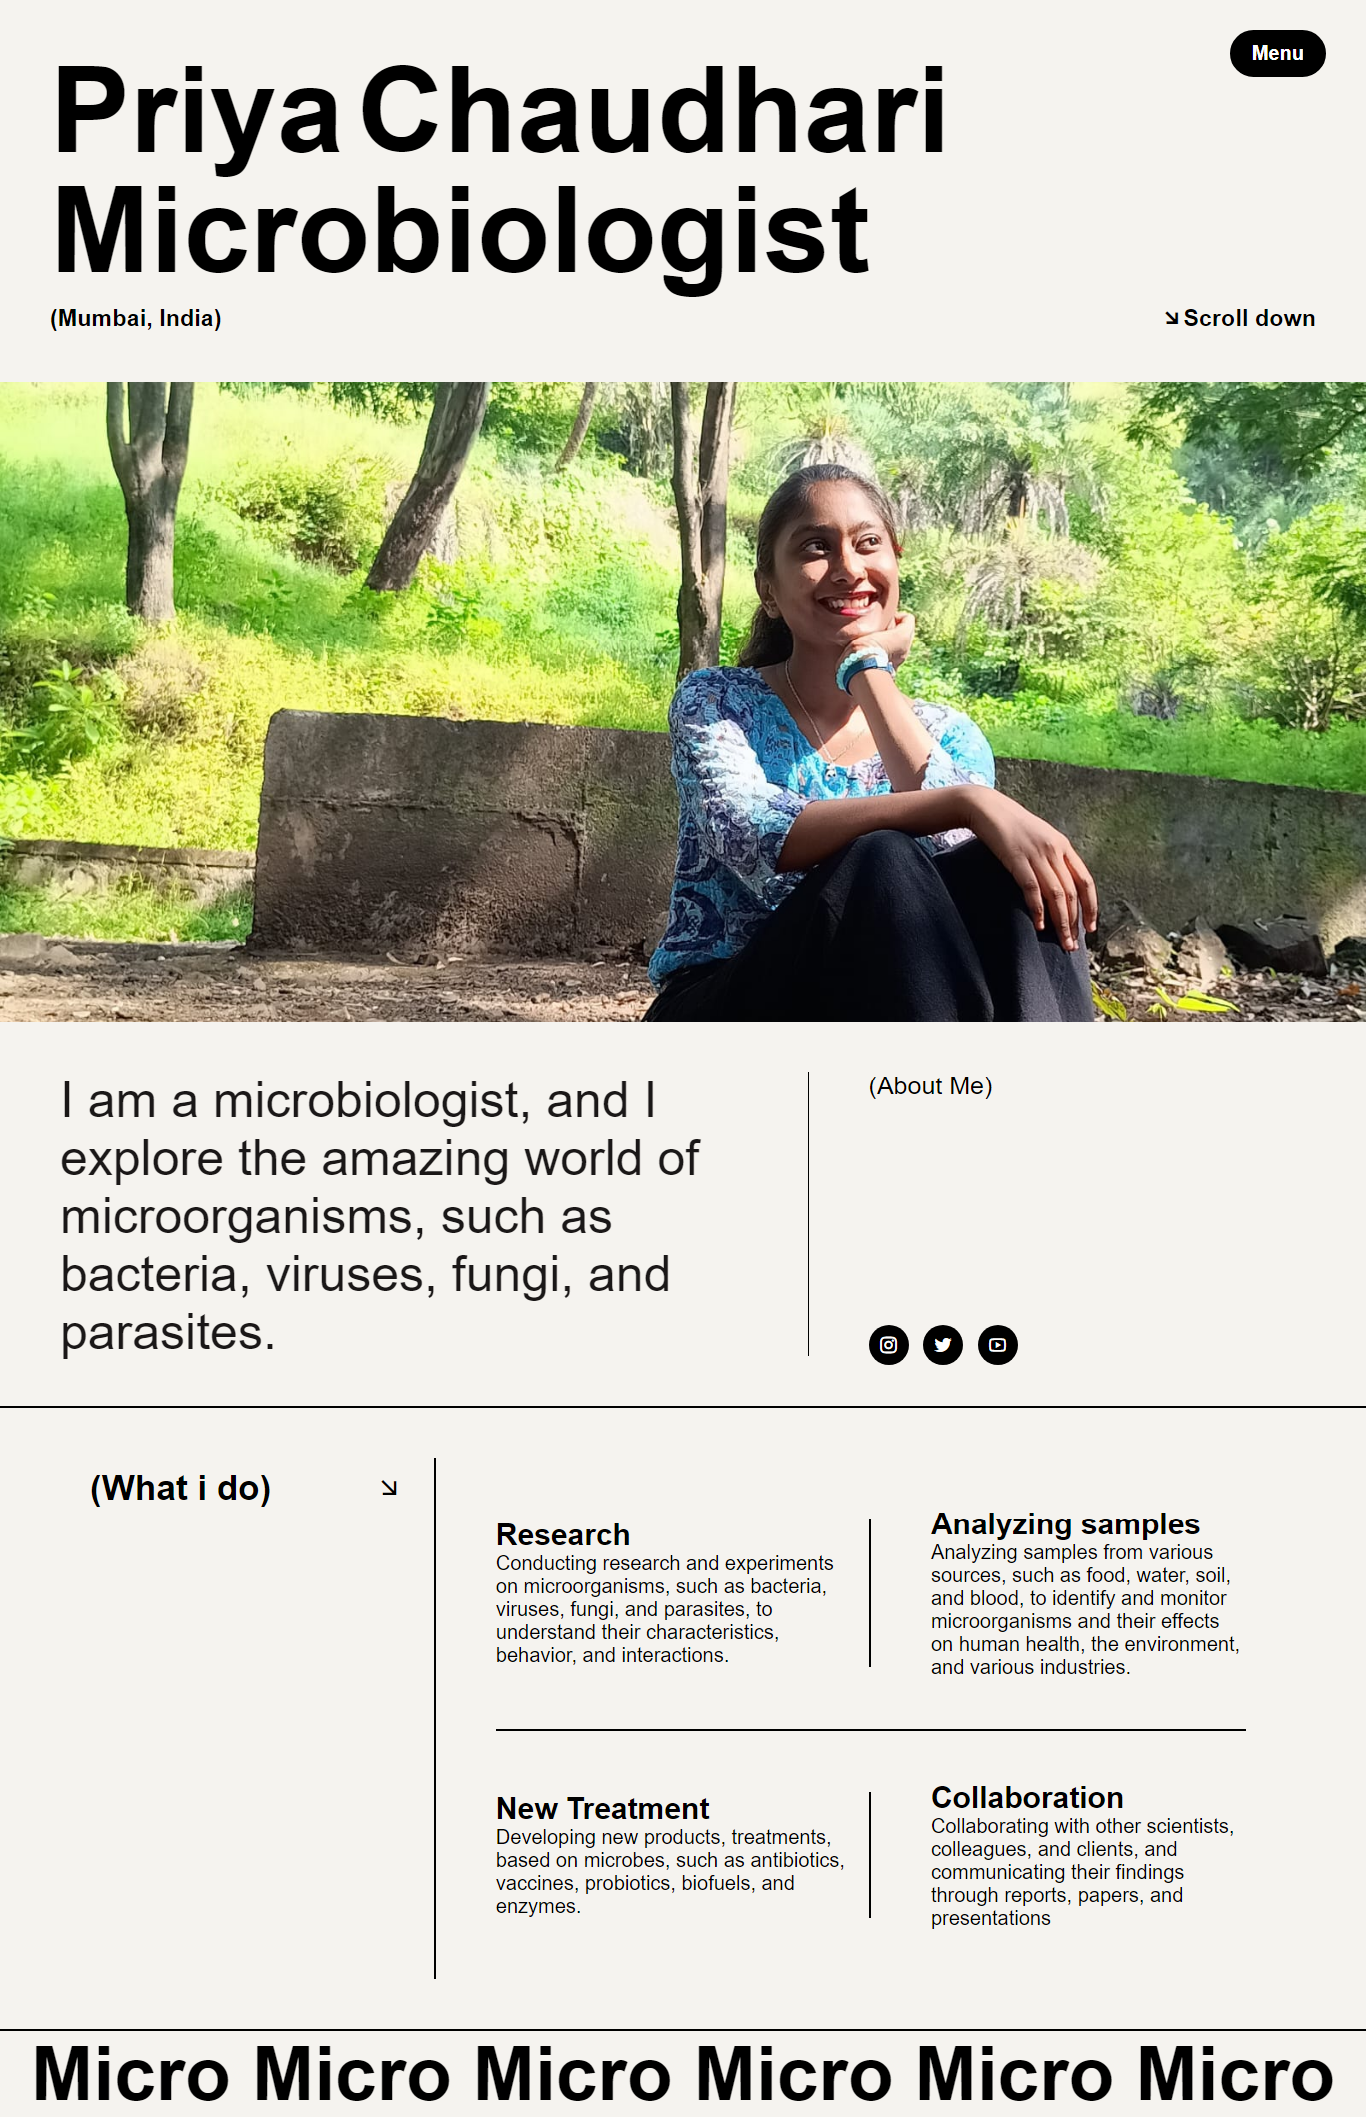 Menu
Priya Chaudhari
Microbiologist
(Mumbai, India)
Scroll down
I am a microbiologist, and I
explore the amazing world of
microorganisms, such as
bacteria, viruses, fungi, and
parasites.
(About Me)
(What i do)
Research
Conducting research and experiments
on microorganisms, such as bacteria,
viruses, fungi, and parasites, to
understand their characteristics,
behavior, and interactions.
Analyzing samples
Analyzing samples from various
sources, such as food, water, soil,
and blood, to identify and monitor
microorganisms and their effects
on human health, the environment,
and various industries.
New Treatment
Developing new products, treatments,
based on microbes, such as antibiotics,
vaccines, probiotics, biofuels, and
enzymes.
Collaboration
Collaborating with other scientists,
colleagues, and clients, and
communicating their findings
through reports, papers, and
presentations
Micro Micro Micro Micro Micro Micro